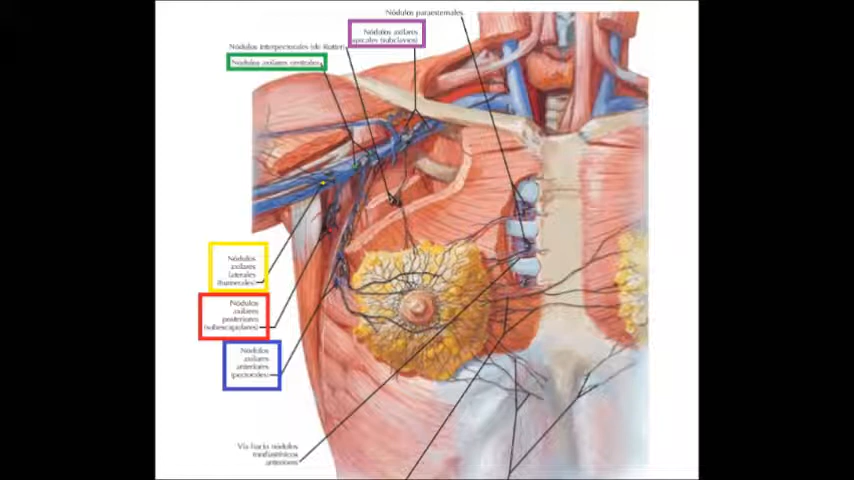 Nódulos paraesternales
Nódulos axilares
apicales (subclavios)
Nódulos interpectorales (de Rotter)
Nódulos axilares centrales
Nódulos
axilares
laterales
(humerales)
Nódulos
axilares
posteriores
(subescapulares)
Nódulos
axilares
anteriores
(pectorales)
Vía hacia nódulos
mediastínicos
anteriores